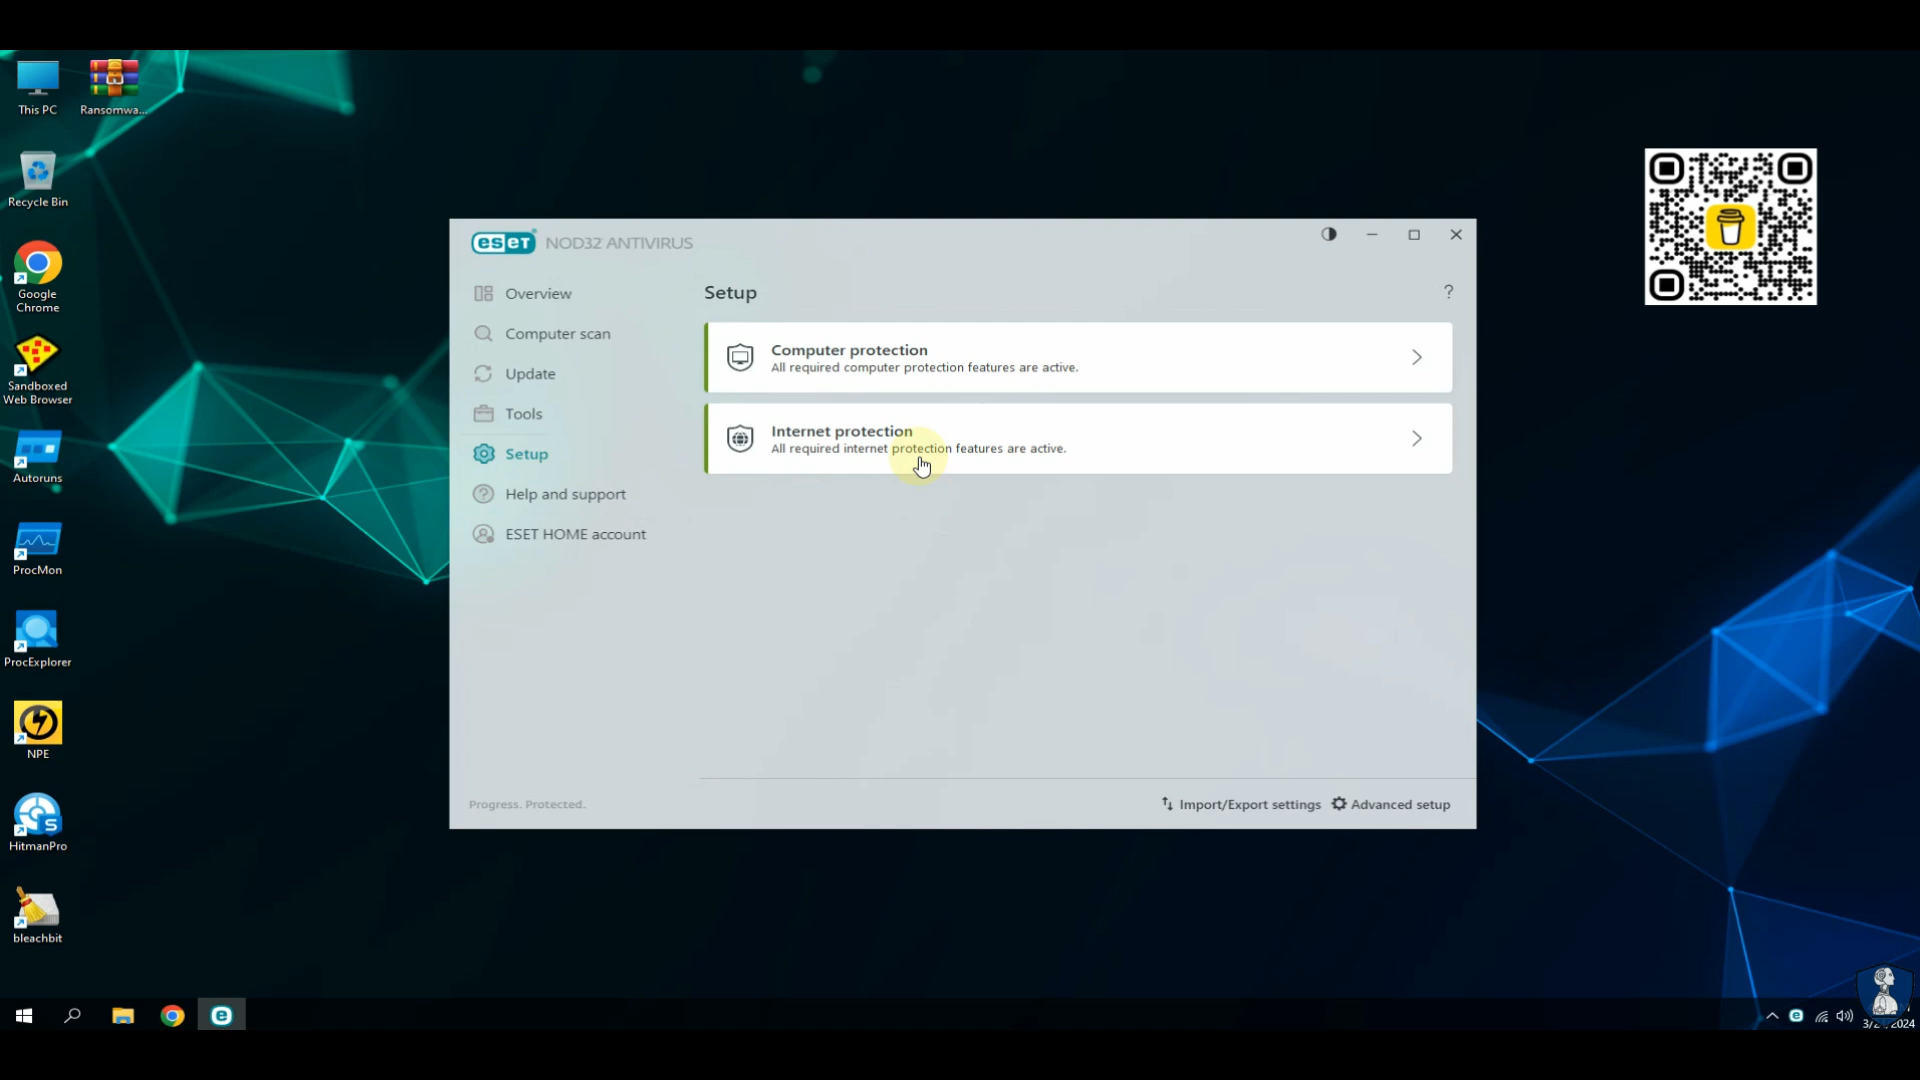 This PC
Ransomwa...
Recycle Bin
Google
Chrome
Sandboxed
Web Browser
Autoruns
ProcMon
ProcExplorer
NPE
HitmanPro
bleachbit
eset NOD32 ANTIVIRUS
Overview
Computer scan
Update
Tools
Setup
Help and support
ESET HOME account
Progress. Protected.
Setup
?
Computer protection
All required computer protection features are active.
Internet protection
All required internet protection features are active.
Import/Export settings
Advanced setup